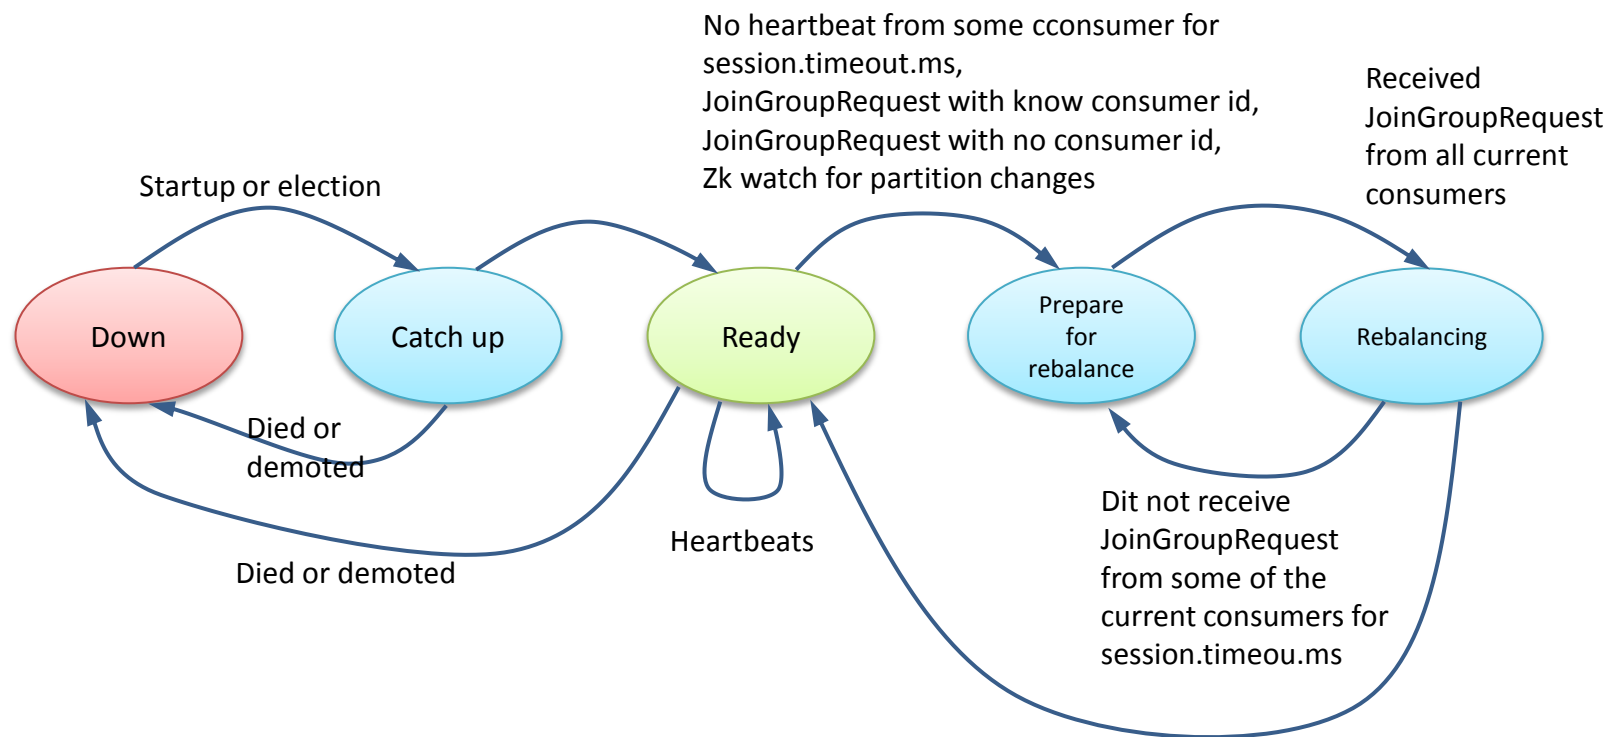 No heartbeat from some cconsumer for
session.timeout.ms,
JoinGroupRequest with know consumer id,
JoinGroupRequest with no consumer id,
Zk watch for partition changes
Received
JoinGroupRequest
from all current
consumers
Startup or election
Down
Catch up
Ready
Prepare
for
rebalance
Rebalancing
Died or
demoted
Heartbeats
Died or demoted
Dit not receive
JoinGroupRequest
from some of the
current consumers for
session.timeou.ms